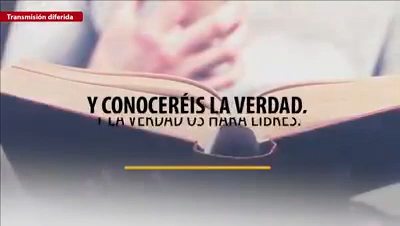 Transmisión diferida
Y CONOCERÉIS LA VERDAD.
Y LA VERDAD OS HARÁ LIBRES.